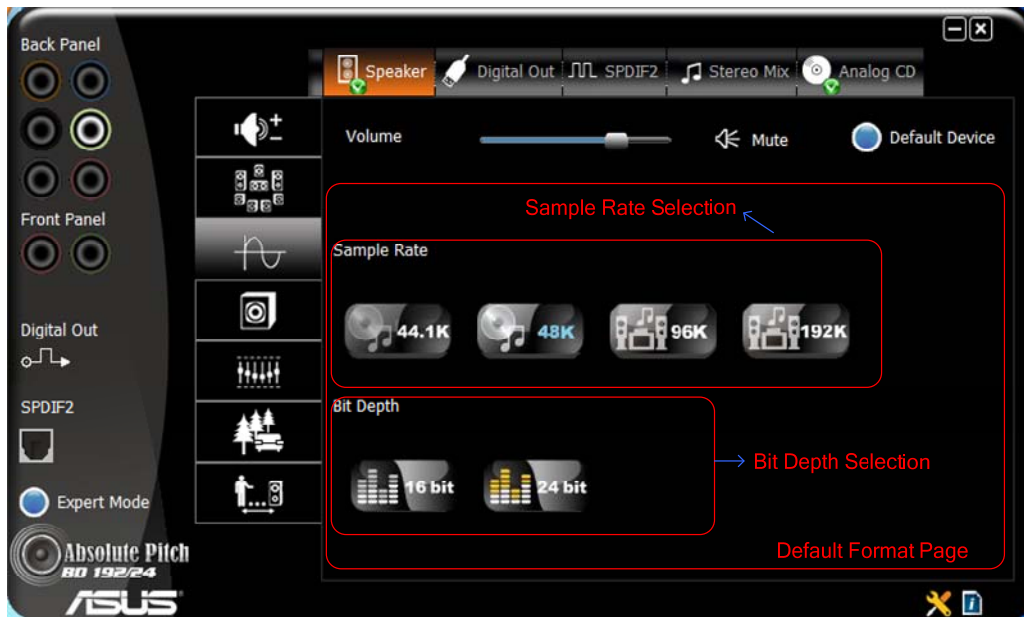 Back Panel
Front Panel
Digital Out
SPDIF2
Expert Mode
Absolute Pitch
BD 192/24
ASUS
Speaker
Digital Out
SPDIF2
Stereo Mix
Analog CD
Volume
Mute
Default Device
Sample Rate Selection
Sample Rate
44.1K
48K
96K
192K
Bit Depth
16 bit
24 bit
Bit Depth Selection
Default Format Page